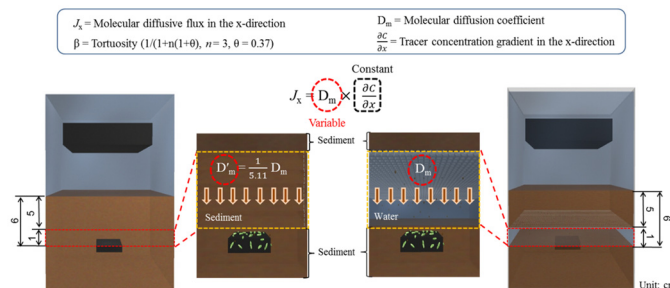 Jx = Molecular diffusive flux in the x-direction
Dm = Molecular diffusion coefficient
β = Tortuosity (1/(1+n(1+θ), n= 3, θ = 0.37)
∂C/∂x = Tracer concentration gradient in the x-direction
Constant
Jx = Dm × ∂C/∂x
Variable
Sediment
Sediment
D'm = 1/5.11 Dm
Dm
Sediment
Water
Sediment
Sediment
6
5
1
5
6
1
Unit: